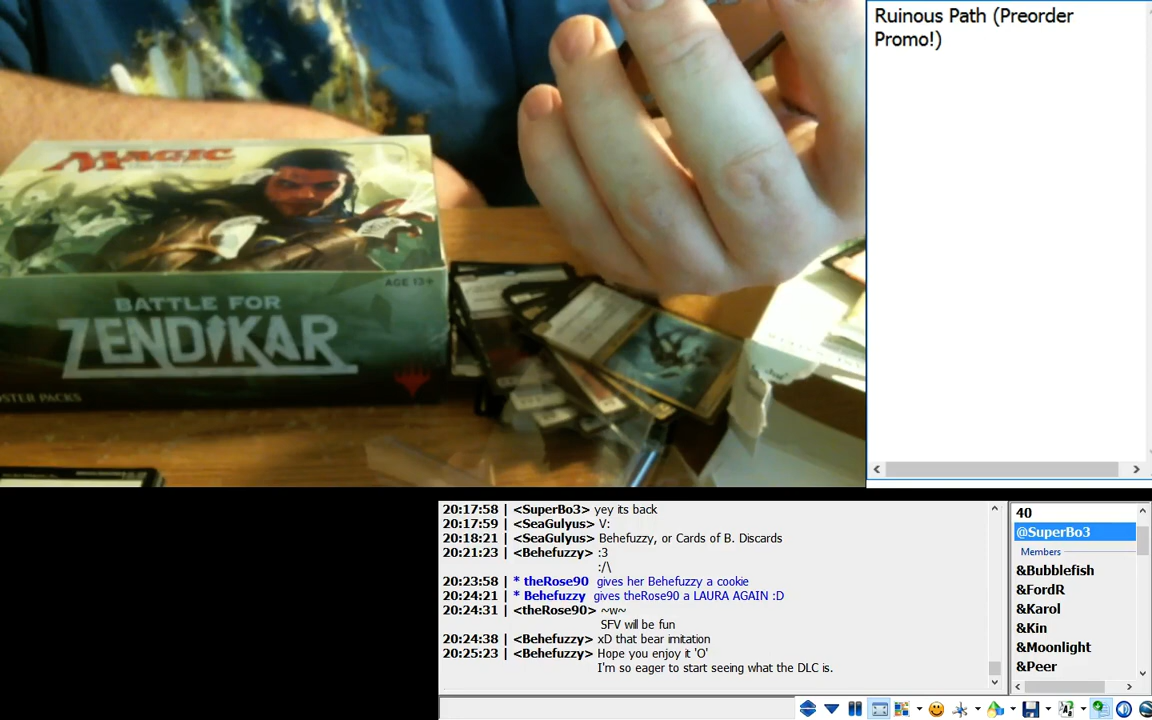 Ruinous Path (Preorder
Promo!)
MAGIC
AGE 13+
BATTLE FOR
ZENDIKAR
OSTER PACKS
20:17:58 | <SuperBo3> yey its back
20:17:59 | <SeaGulyus> V:
20:18:21 | <SeaGulyus> Behefuzzy, or Cards of B. Discards
20:21:23 | <Behefuzzy> :3
:/\
20:23:58 | * theRose90 gives her Behefuzzy a cookie
20:24:21 | * Behefuzzy gives theRose90 a LAURA AGAIN :D
20:24:31 | <theRose90> ~w~
SFV will be fun
20:24:38 | <Behefuzzy> xD that bear imitation
20:25:23 | <Behefuzzy> Hope you enjoy it 'O'
I'm so eager to start seeing what the DLC is.
40
@SuperBo3
Members
&Bubblefish
&FordR
&Karol
&Kin
&Moonlight
&Peer